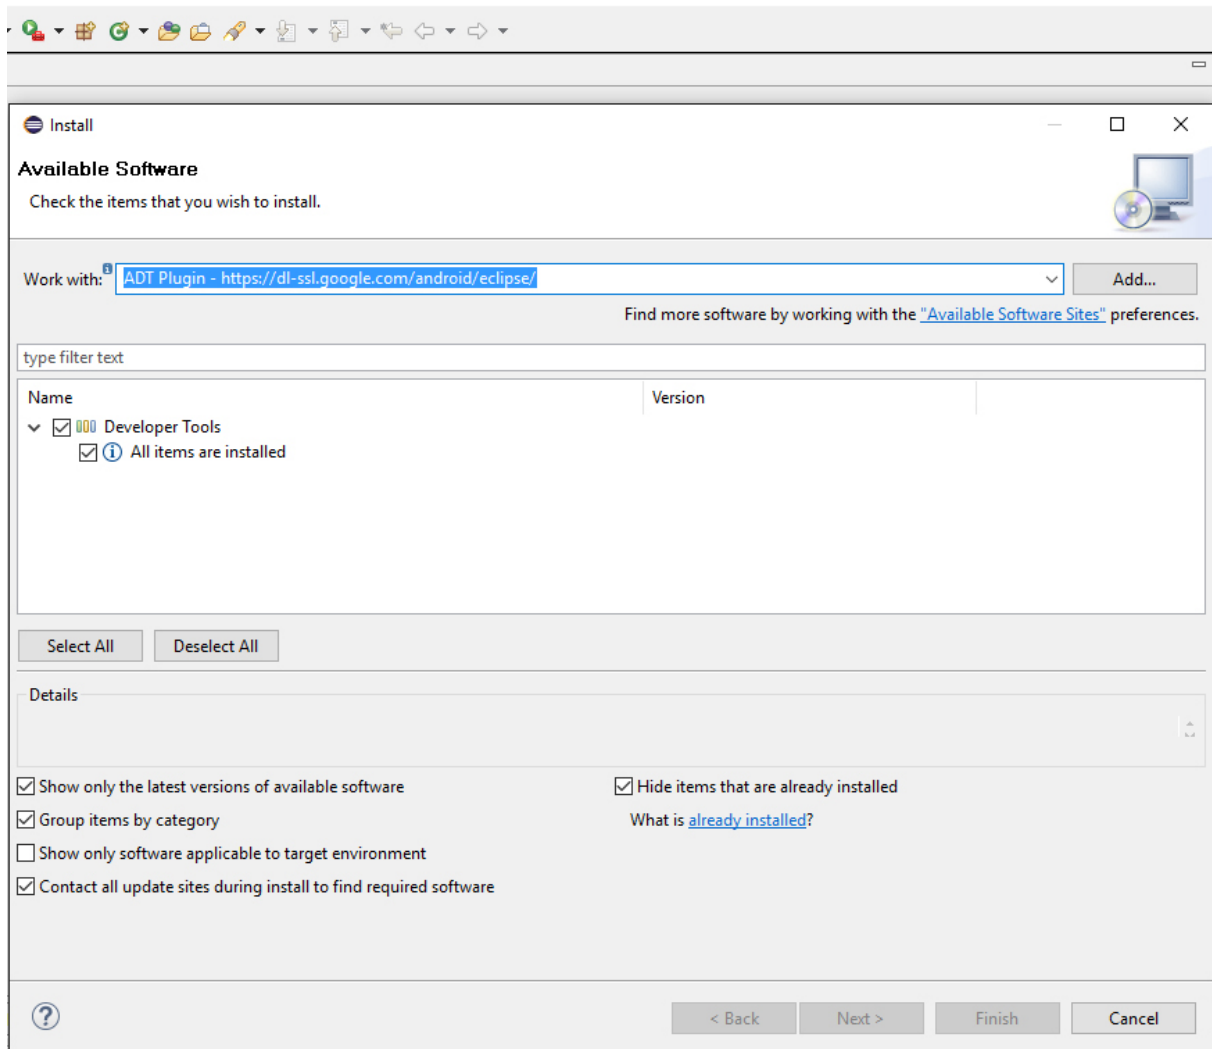 Install
Available Software
Check the items that you wish to install.
Work with: ADT Plugin - https://dl-ssl.google.com/android/eclipse/ Add...
Find more software by working with the "Available Software Sites" preferences.
type filter text
Name Version
Developer Tools
All items are installed
Select All Deselect All
Details
Show only the latest versions of available software Hide items that are already installed
Group items by category What is already installed?
Show only software applicable to target environment
Contact all update sites during install to find required software
? < Back Next > Finish Cancel